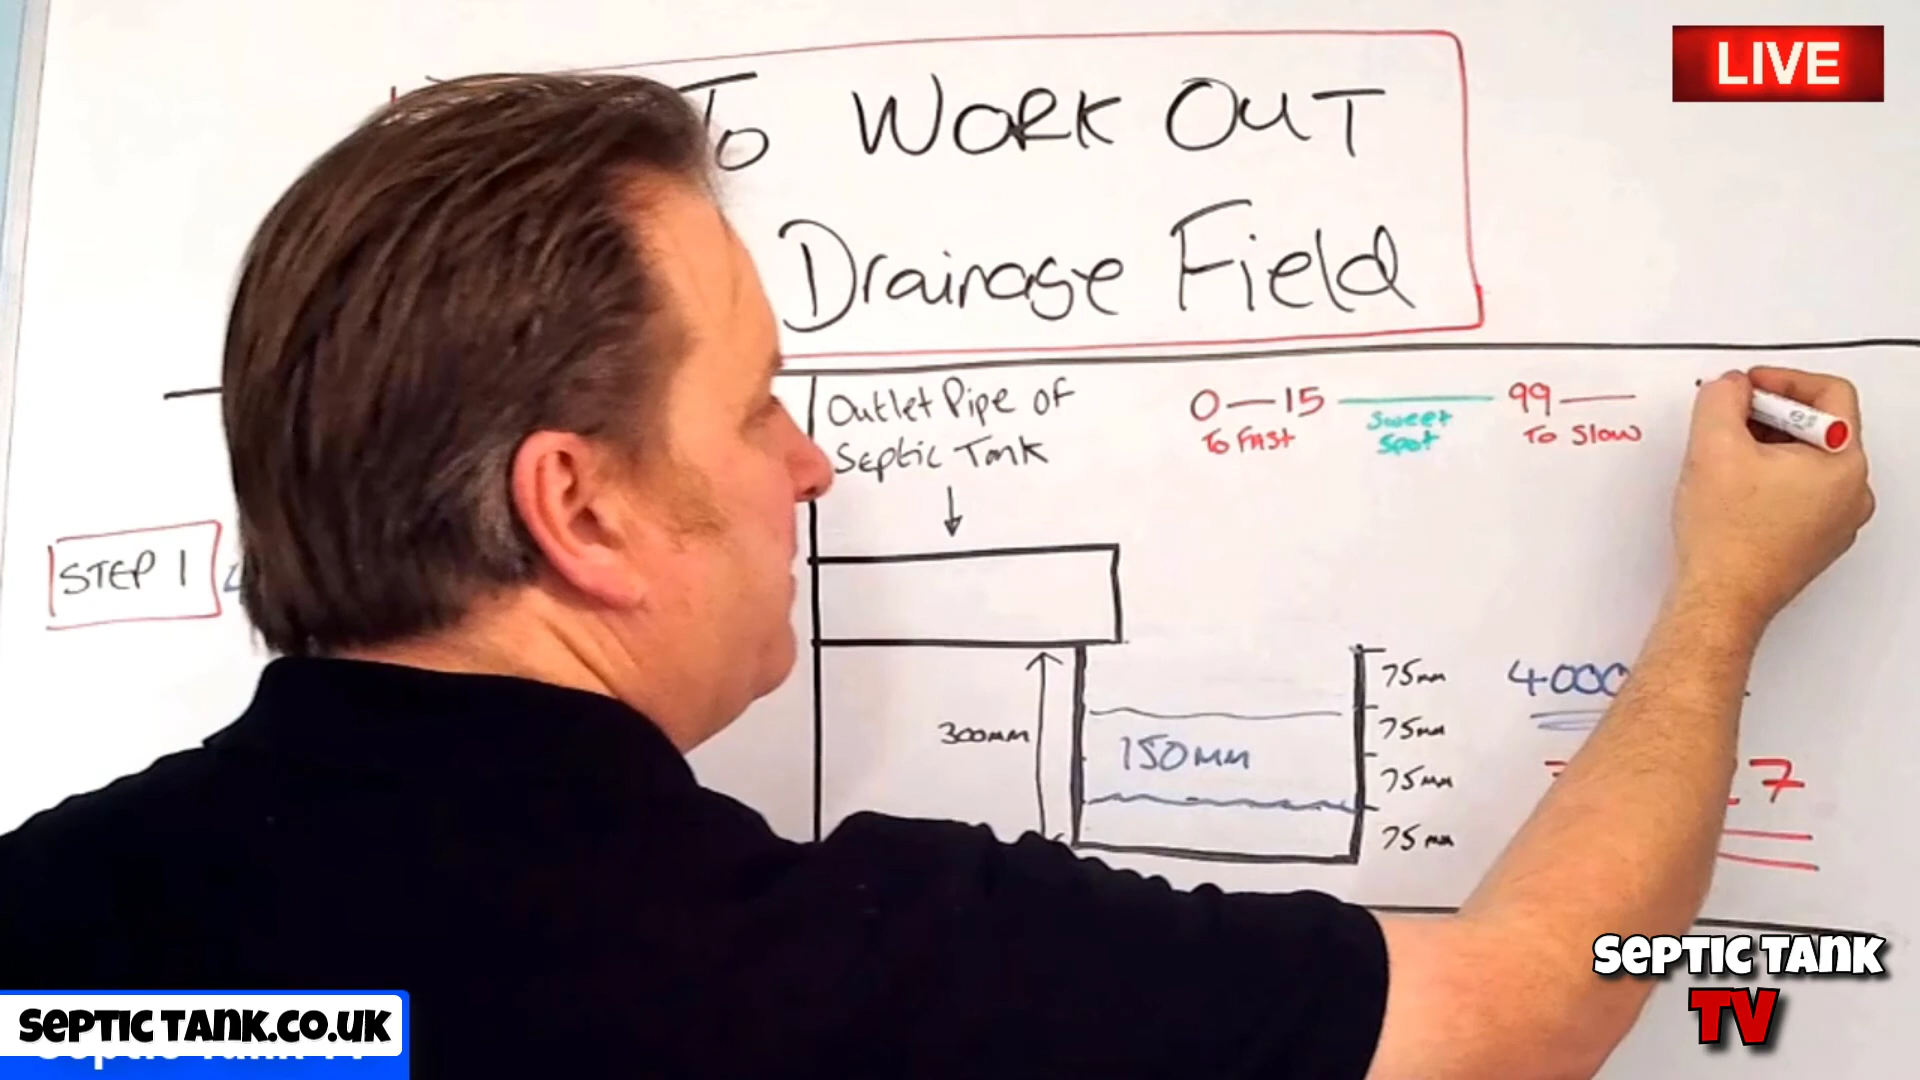 LIVE
To WORK OUT
Drainage Field
Outlet Pipe of
Septic Tank
0—15
To FAST
Sweet
Spot
99—
To Slow
STEP 1
300mm
150mm
75mm
75mm
75mm
75mm
4000
7
SEPTIC TANK
TV
SEPTIC TANK.CO.UK